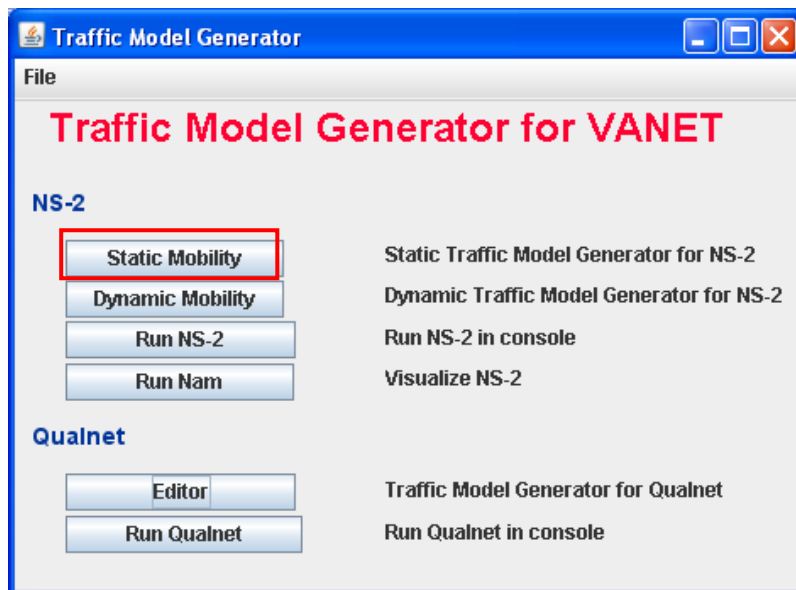 Traffic Model Generator
File
Traffic Model Generator for VANET
NS-2
Static Mobility Static Traffic Model Generator for NS-2
Dynamic Mobility Dynamic Traffic Model Generator for NS-2
Run NS-2 Run NS-2 in console
Run Nam Visualize NS-2
Qualnet
Editor Traffic Model Generator for Qualnet
Run Qualnet Run Qualnet in console